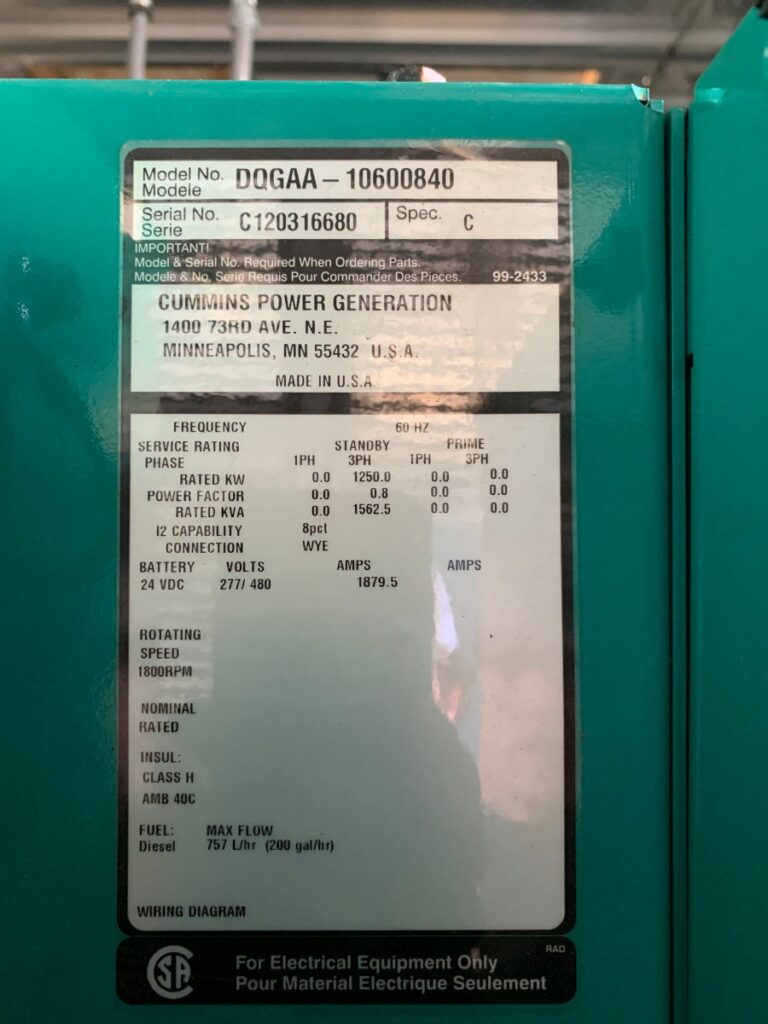 Model No. DQGAA – 10600840
Modele
Serial No. C120316680 Spec. C
Serie
IMPORTANT!
Model & Serial No. Required When Ordering Parts.
Modele & No. Serie Requis Pour Commander Des Pieces. 99-2433
CUMMINS POWER GENERATION
1400 73RD AVE. N.E.
MINNEAPOLIS, MN 55432 U.S.A.
MADE IN U.S.A
FREQUENCY 60 HZ
SERVICE RATING STANDBY PRIME
PHASE 1PH 3PH 1PH 3PH
RATED KW 0.0 1250.0 0.0 0.0
POWER FACTOR 0.0 0.8 0.0 0.0
RATED KVA 0.0 1562.5 0.0 0.0
I2 CAPABILITY 8pct
CONNECTION WYE
BATTERY VOLTS AMPS AMPS
24 VDC 277/ 480 1879.5
ROTATING
SPEED
1800RPM
NOMINAL
RATED
INSUL:
CLASS H
AMB 40C
FUEL: MAX FLOW
Diesel 757 L/hr (200 gal/hr)
WIRING DIAGRAM
RAD
CSA For Electrical Equipment Only
Pour Material Electrique Seulement